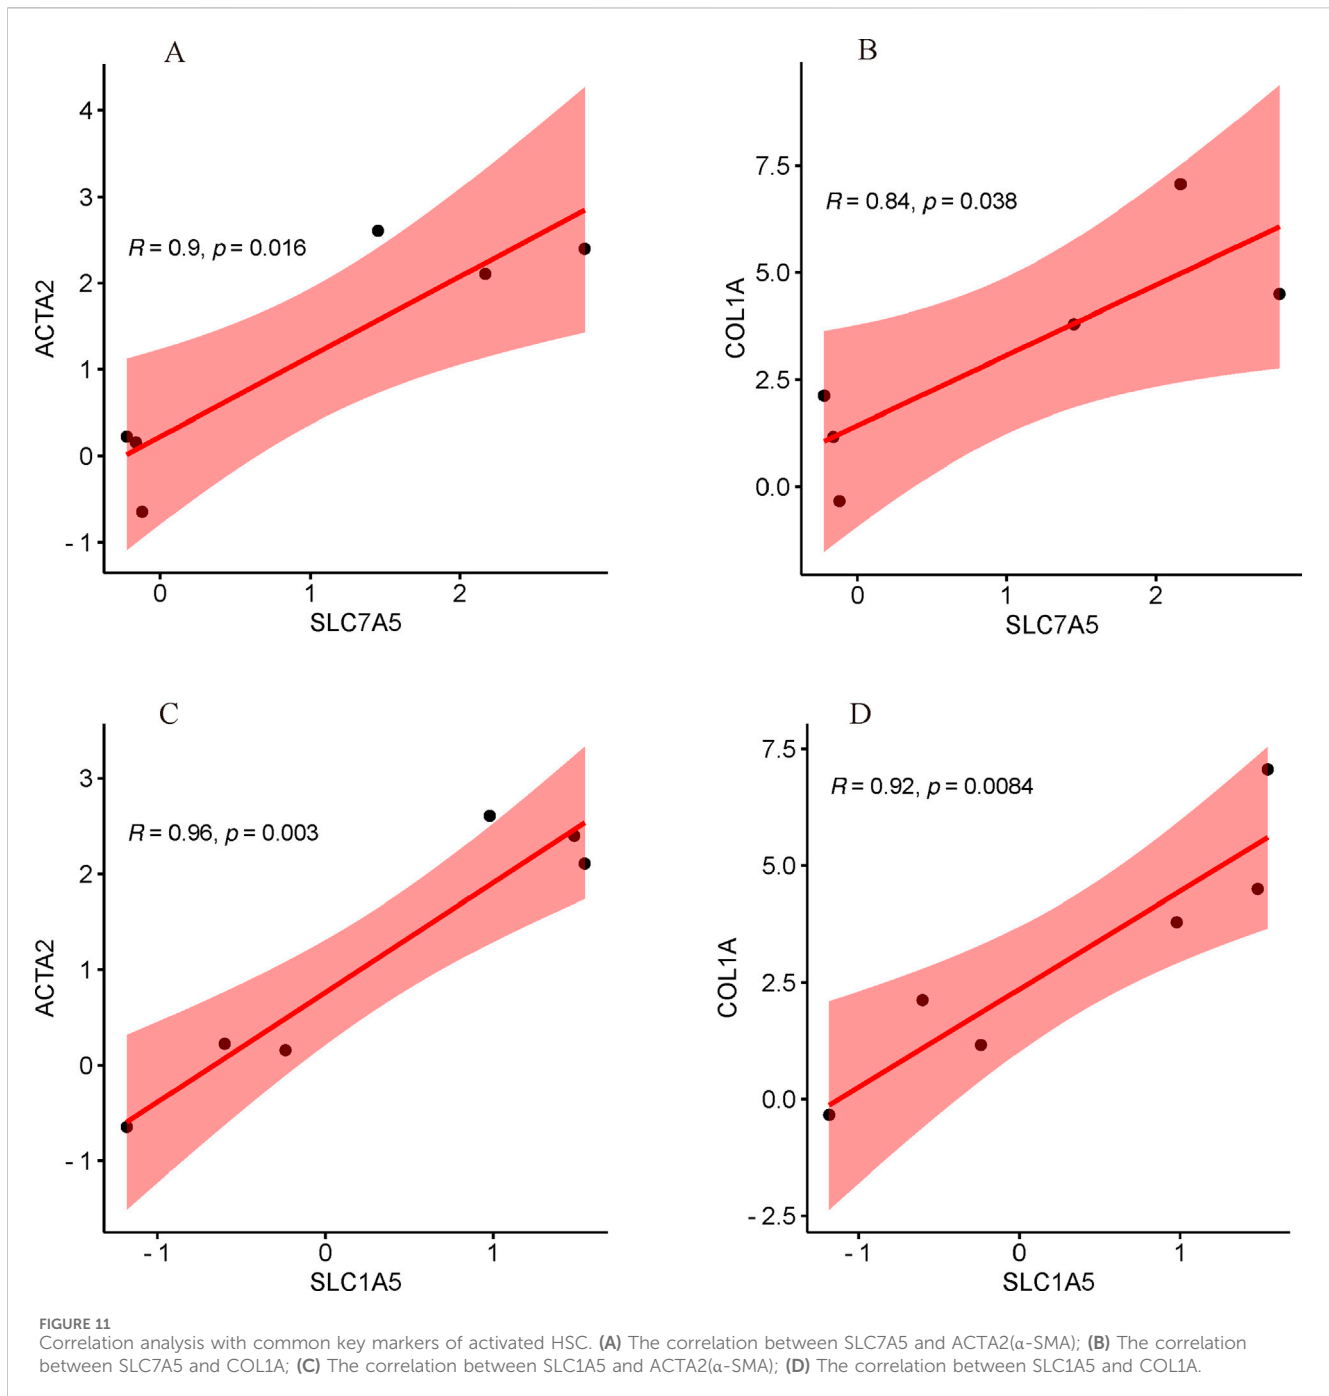 A
4
3
2
1
0
- 1
ACTA2
R = 0.9, p = 0.016
0 1 2
SLC7A5
B
7.5
5.0
2.5
0.0
COL1A
R = 0.84, p = 0.038
0 1 2
SLC7A5
C
3
2
1
0
- 1
ACTA2
R = 0.96, p = 0.003
- 1 0 1
SLC1A5
D
7.5
5.0
2.5
0.0
- 2.5
COL1A
R = 0.92, p = 0.0084
- 1 0 1
SLC1A5
FIGURE 11
Correlation analysis with common key markers of activated HSC. (A) The correlation between SLC7A5 and ACTA2(α-SMA); (B) The correlation
between SLC7A5 and COL1A; (C) The correlation between SLC1A5 and ACTA2(α-SMA); (D) The correlation between SLC1A5 and COL1A.